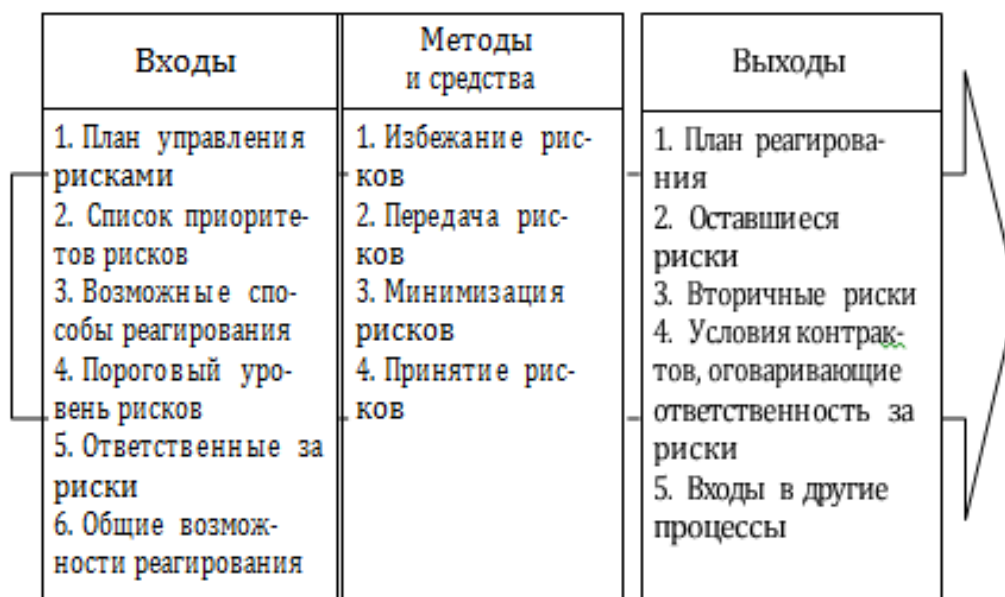 Входы
1. План управления
рисками
2. Список приорите-
тов рисков
3. Возможные спо-
собы реагирования
4. Пороговый уро-
вень рисков
5. Ответственные за
риски
6. Общие возмож-
ности реагирования
Методы
и средства
1. Избежание рис-
ков
2. Передача рис-
ков
3. Минимизация
рисков
4. Принятие рис-
ков
Выходы
1. План реагирова-
ния
2. Оставшиеся
риски
3. Вторичные риски
4. Условия контрак-
тов, оговаривающие
ответственность за
риски
5. Входы в другие
процессы